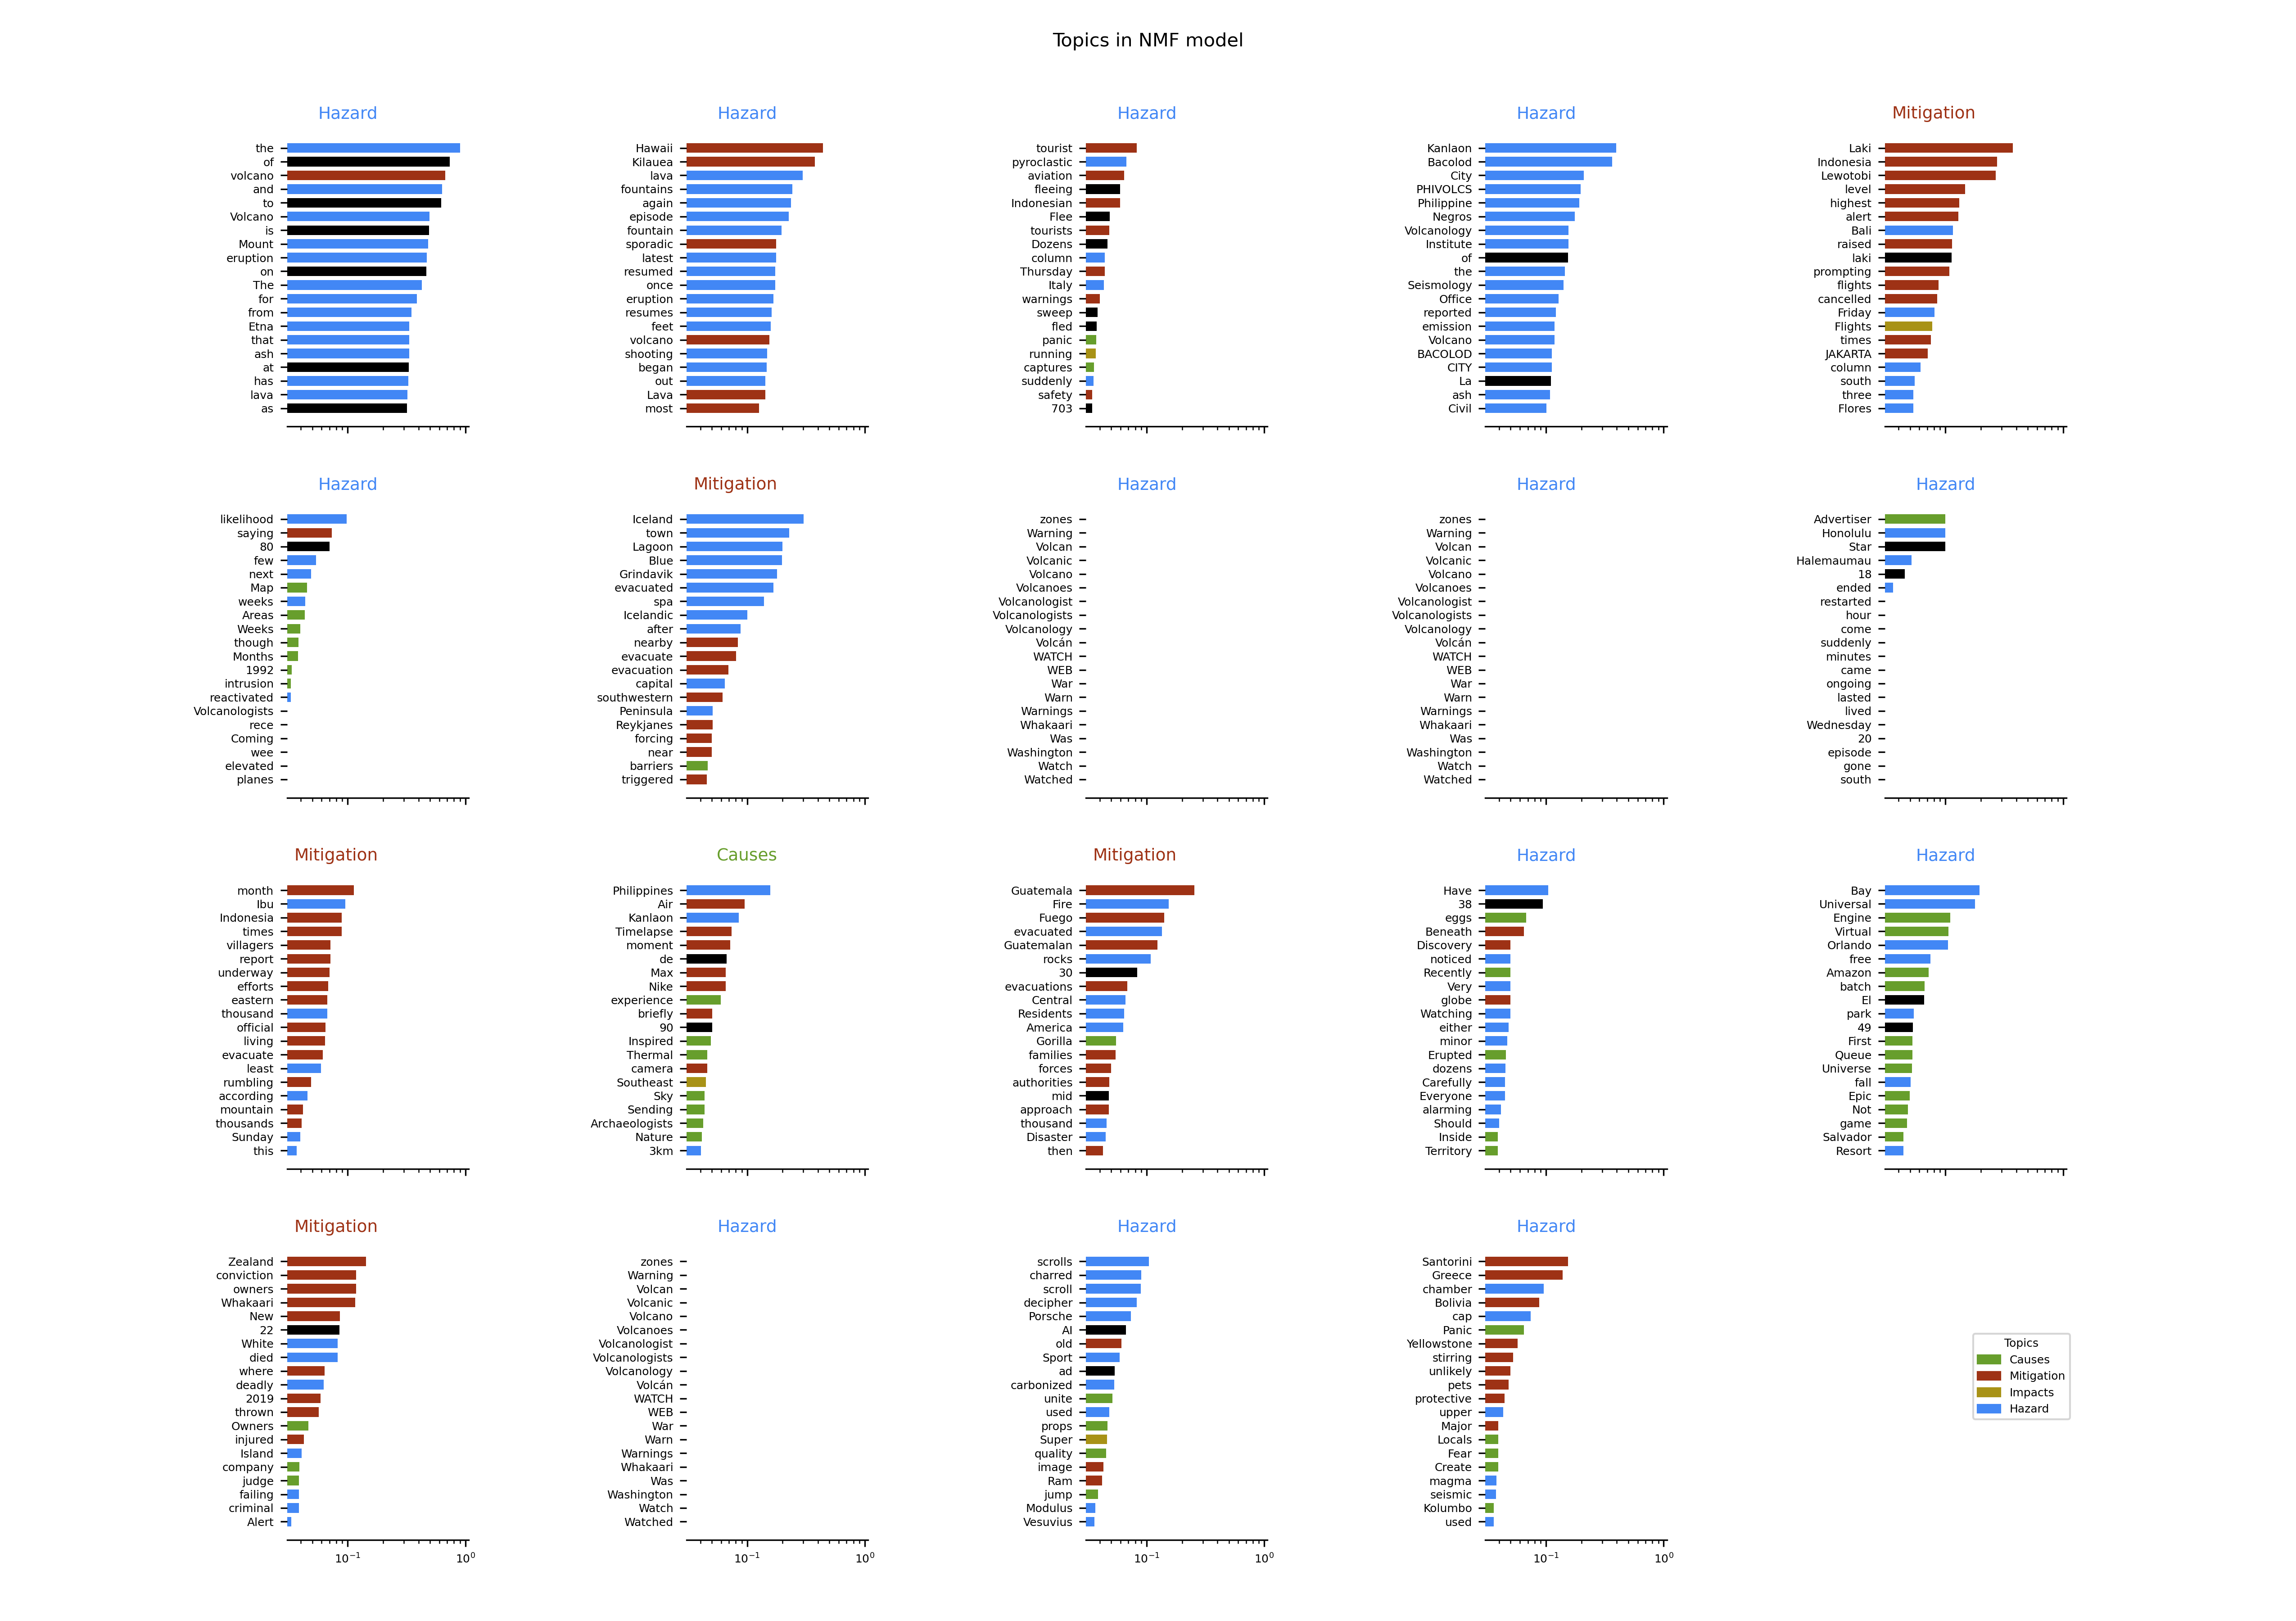 Topics in NMF model
Hazard
the
of
volcano
and
to
Volcano
is
Mount
eruption
on
The
for
from
Etna
that
ash
at
has
lava
as
Hazard
Hawaii
Kilauea
lava
fountains
again
episode
fountain
sporadic
latest
resumed
once
eruption
resumes
feet
volcano
shooting
began
out
Lava
most
Hazard
tourist
pyroclastic
aviation
fleeing
Indonesian
Flee
tourists
Dozens
column
Thursday
Italy
warnings
sweep
fled
panic
running
captures
suddenly
safety
703
Hazard
Kanlaon
Bacolod
City
PHIVOLCS
Philippine
Negros
Volcanology
Institute
of
the
Seismology
Office
reported
emission
Volcano
BACOLOD
CITY
La
ash
Civil
Mitigation
Laki
Indonesia
Lewotobi
level
highest
alert
Bali
raised
laki
prompting
flights
cancelled
Friday
Flights
times
JAKARTA
column
south
three
Flores
Hazard
likelihood
saying
80
few
next
Map
weeks
Areas
Weeks
though
Months
1992
intrusion
reactivated
Volcanologists
rece
Coming
wee
elevated
planes
Mitigation
Iceland
town
Lagoon
Blue
Grindavik
evacuated
spa
Icelandic
after
nearby
evacuate
evacuation
capital
southwestern
Peninsula
Reykjanes
forcing
near
barriers
triggered
Hazard
zones
Warning
Volcan
Volcanic
Volcano
Volcanoes
Volcanologist
Volcanologists
Volcanology
Volcán
WATCH
WEB
War
Warn
Warnings
Whakaari
Was
Washington
Watch
Watched
Hazard
zones
Warning
Volcan
Volcanic
Volcano
Volcanoes
Volcanologist
Volcanologists
Volcanology
Volcán
WATCH
WEB
War
Warn
Warnings
Whakaari
Was
Washington
Watch
Watched
Hazard
Advertiser
Honolulu
Star
Halemaumau
18
ended
restarted
hour
come
suddenly
minutes
came
ongoing
lasted
lived
Wednesday
20
episode
gone
south
Mitigation
month
Ibu
Indonesia
times
villagers
report
underway
efforts
eastern
thousand
official
living
evacuate
least
rumbling
according
mountain
thousands
Sunday
this
Causes
Philippines
Air
Kanlaon
Timelapse
moment
de
Max
Nike
experience
briefly
90
Inspired
Thermal
camera
Southeast
Sky
Sending
Archaeologists
Nature
3km
Mitigation
Guatemala
Fire
Fuego
evacuated
Guatemalan
rocks
30
evacuations
Central
Residents
America
Gorilla
families
forces
authorities
mid
approach
thousand
Disaster
then
Hazard
Have
38
eggs
Beneath
Discovery
noticed
Recently
Very
globe
Watching
either
minor
Erupted
dozens
Carefully
Everyone
alarming
Should
Inside
Territory
Hazard
Bay
Universal
Engine
Virtual
Orlando
free
Amazon
batch
El
park
49
First
Queue
Universe
fall
Epic
Not
game
Salvador
Resort
Mitigation
Zealand
conviction
owners
Whakaari
New
22
White
died
where
deadly
2019
thrown
Owners
injured
Island
company
judge
failing
criminal
Alert
10⁻¹ 10⁰
Hazard
zones
Warning
Volcan
Volcanic
Volcano
Volcanoes
Volcanologist
Volcanologists
Volcanology
Volcán
WATCH
WEB
War
Warn
Warnings
Whakaari
Was
Washington
Watch
Watched
10⁻¹ 10⁰
Hazard
scrolls
charred
scroll
decipher
Porsche
AI
old
Sport
ad
carbonized
unite
used
props
Super
quality
image
Ram
jump
Modulus
Vesuvius
10⁻¹ 10⁰
Hazard
Santorini
Greece
chamber
Bolivia
cap
Panic
Yellowstone
stirring
unlikely
pets
protective
upper
Major
Locals
Fear
Create
magma
seismic
Kolumbo
used
10⁻¹ 10⁰
Topics
Causes
Mitigation
Impacts
Hazard